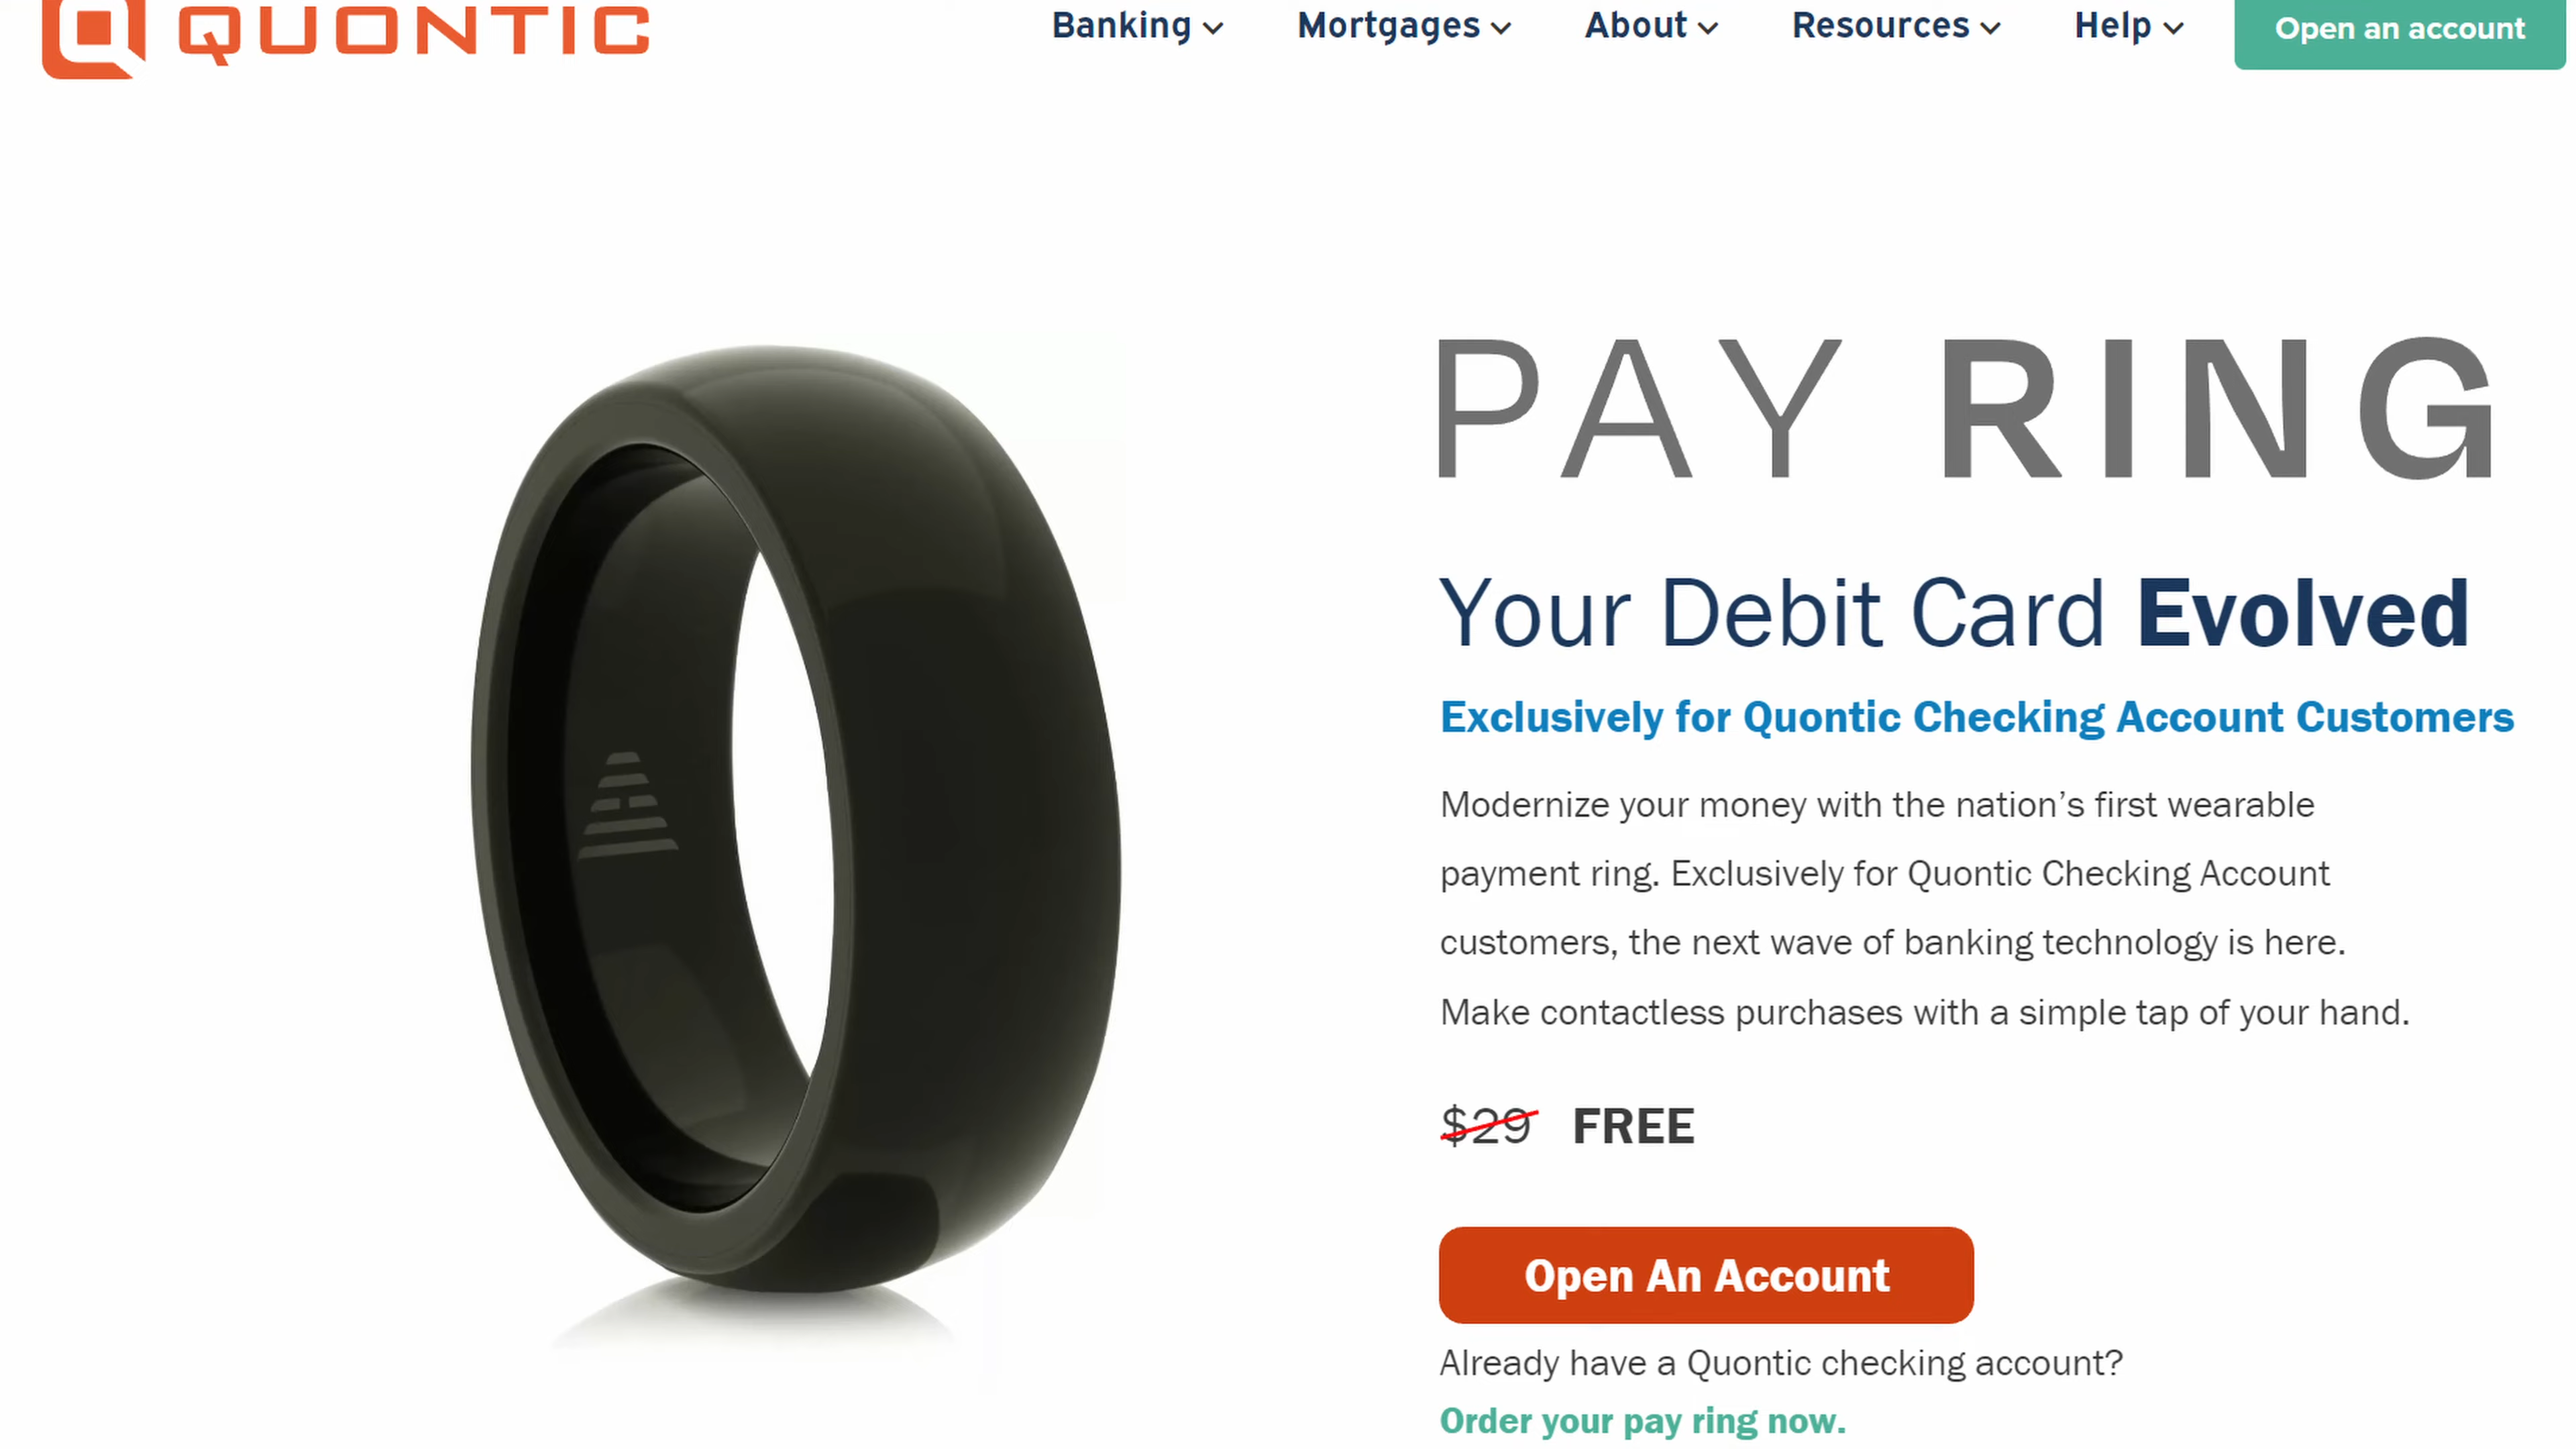 QUONTIC
Banking
Mortgages
About
Resources
Help
Open an account
PAY RING
Your Debit Card Evolved
Exclusively for Quontic Checking Account Customers
Modernize your money with the nation’s first wearable
payment ring. Exclusively for Quontic Checking Account
customers, the next wave of banking technology is here.
Make contactless purchases with a simple tap of your hand.
$29 FREE
Open An Account
Already have a Quontic checking account?
Order your pay ring now.